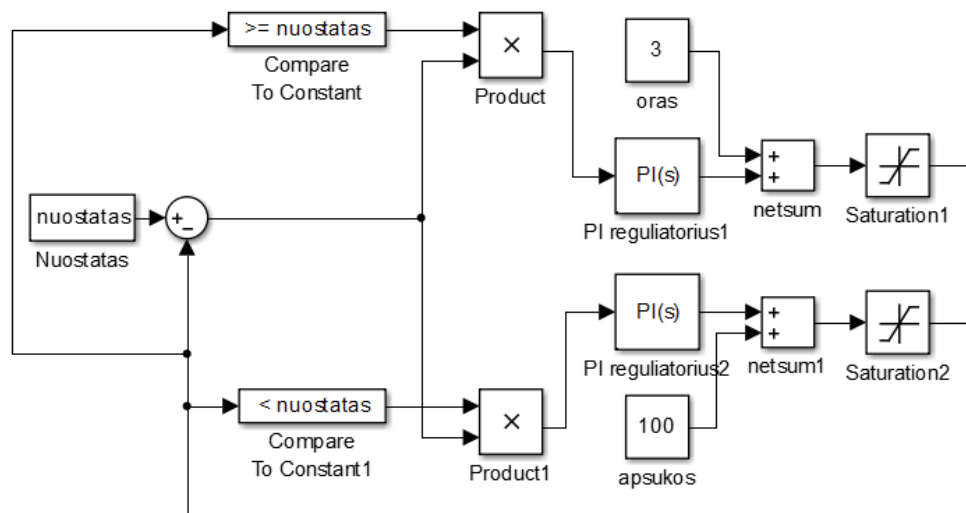 >= nuostatas
Compare
To Constant
×
Product
3
oras
PI(s)
PI reguliatorius1
+
+
netsum
Saturation1
nuostatas
Nuostatas
+
−
PI(s)
PI reguliatorius2
+
+
netsum1
Saturation2
< nuostatas
Compare
To Constant1
×
Product1
100
apsukos